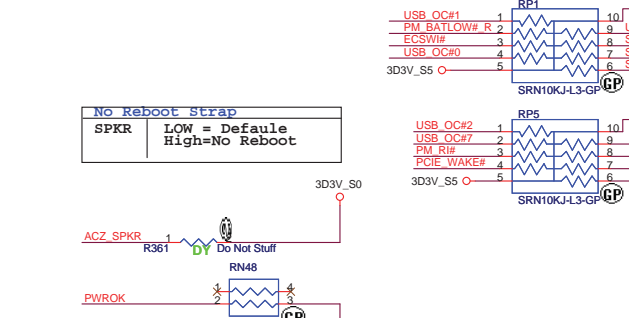 RP1
USB_OC#1 1 10
PM_BATLOW#_R 2 9
ECSWI# 3 8
USB_OC#0 4 7
3D3V_S5 5 6
SRN10KJ-L3-GP GP
No Reboot Strap
SPKR LOW = Defaule
High=No Reboot
RP5
USB_OC#2 1 10
USB_OC#7 2 9
PM_RI# 3 8
PCIE_WAKE# 4 7
3D3V_S5 5 6
SRN10KJ-L3-GP GP
3D3V_S0
ACZ_SPKR 1
R361 DY Do Not Stuff
RN48
1 4
PWROK 2 3
GP